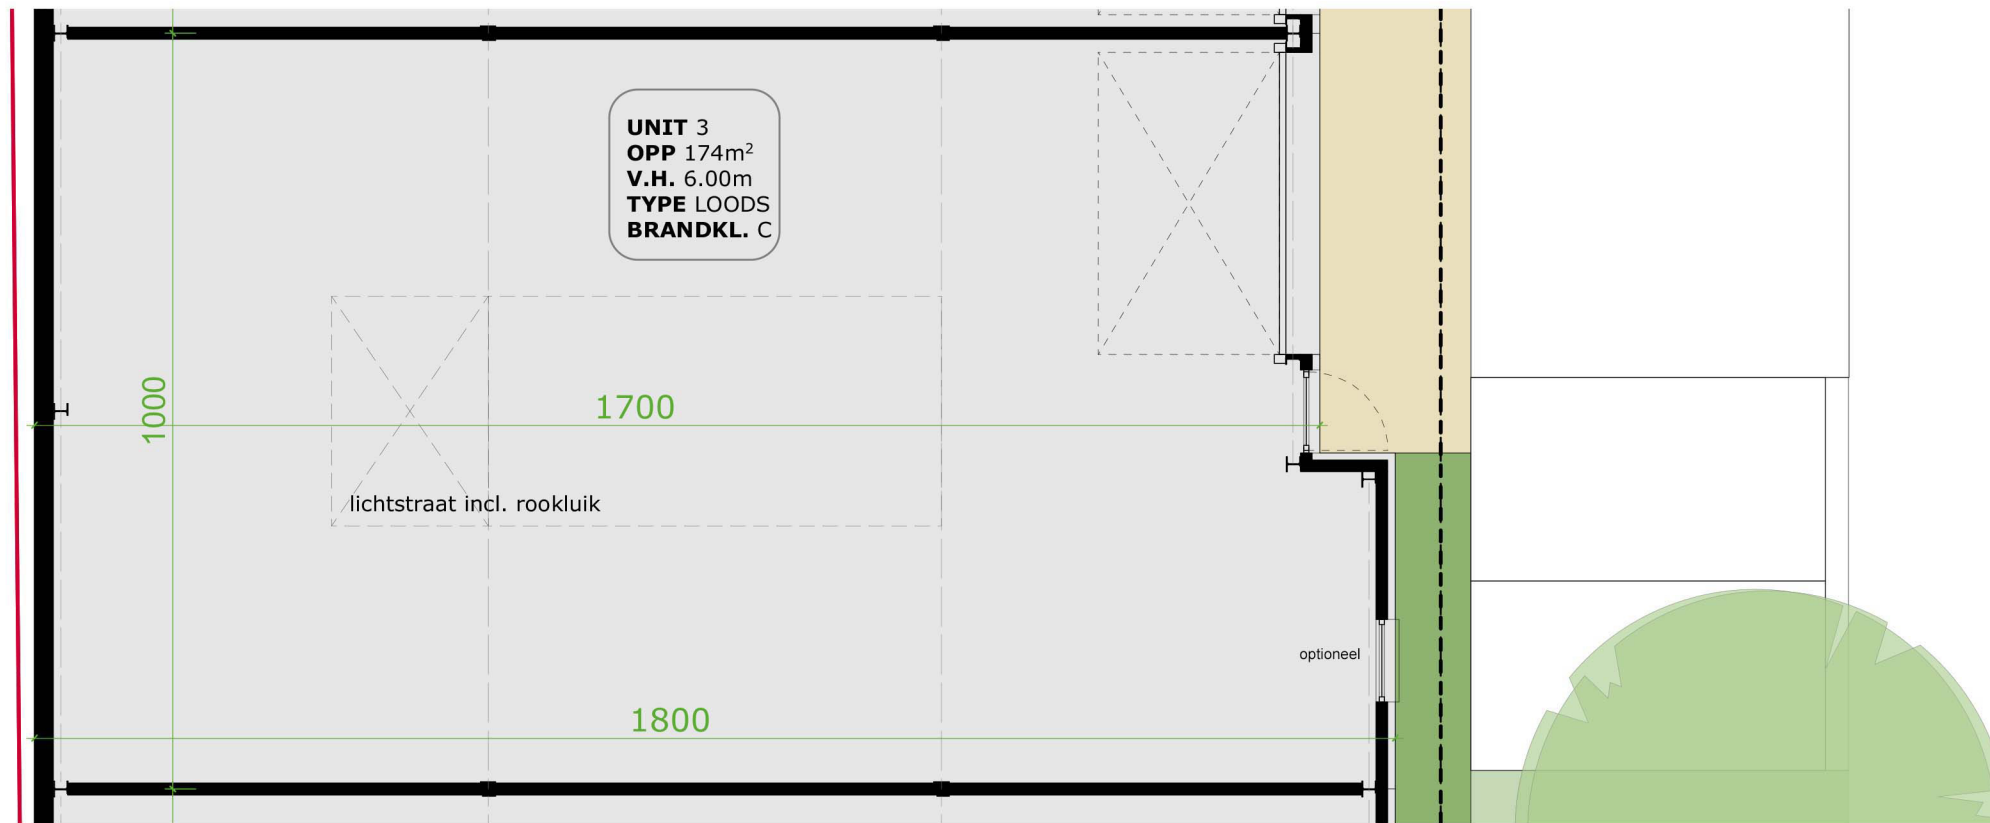 UNIT 3
OPP 174m²
V.H. 6.00m
TYPE LOODS
BRANDKL. C
1000
1700
lichtstraat incl. rookluik
optioneel
1800